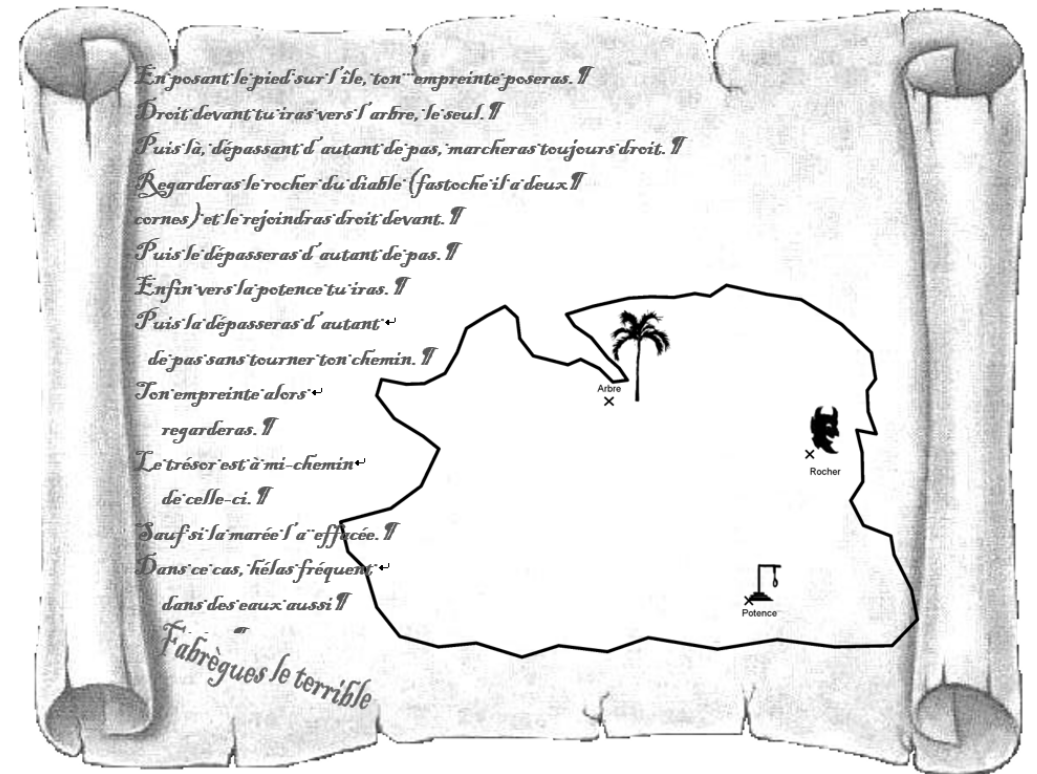 En posant le pied sur l'île, ton empreinte poseras. ¶
Droit devant tu iras vers l'arbre, le seul. ¶
Puis là, dépassant d'autant de pas, marcheras toujours droit. ¶
Regarderas le rocher du diable (fastoche il a deux ¶
cornes) et le rejoindras droit devant. ¶
Puis le dépasseras d'autant de pas. ¶
Enfin vers la potence tu iras. ¶
Puis la dépasseras d'autant ↵
de pas sans tourner ton chemin. ¶
Ton empreinte alors ↵
regarderas. ¶
Le trésor est à mi-chemin ↵
de celle-ci. ¶
Sauf si la marée l'a effacée. ¶
Dans ce cas, hélas fréquent, ↵
dans des eaux aussi ¶
Fabrègues le terrible
Arbre
Rocher
Potence